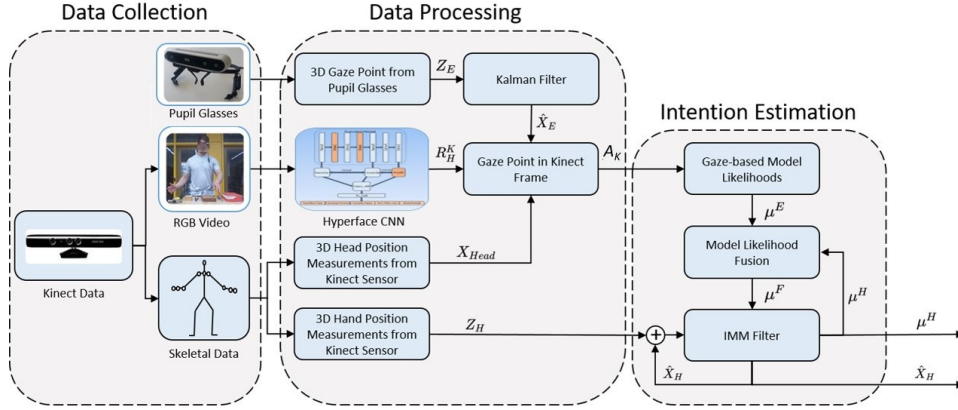 Data Collection
Data Processing
Intention Estimation
Pupil Glasses
3D Gaze Point from
Pupil Glasses
Z_E
Kalman Filter
X̂_E
RGB Video
Hyperface CNN
R_H^K
Gaze Point in Kinect
Frame
A_K
Gaze-based Model
Likelihoods
μ^E
Kinect Data
Skeletal Data
3D Head Position
Measurements from
Kinect Sensor
X_Head
Model Likelihood
Fusion
μ^F
μ^H
3D Hand Position
Measurements from
Kinect Sensor
Z_H
+
IMM Filter
μ^H
X̂_H
X̂_H